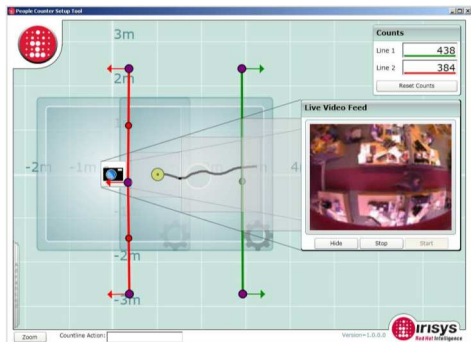 People Counter Setup Tool
3m
Counts
Line 1 438
2m
Line 2 384
Reset Counts
Live Video Feed
-2m -1m
4
Hide Stop Start
-2m
-3m
Zoom Countline Action: Version=1.0.0.0
irisys
Red Hot Intelligence